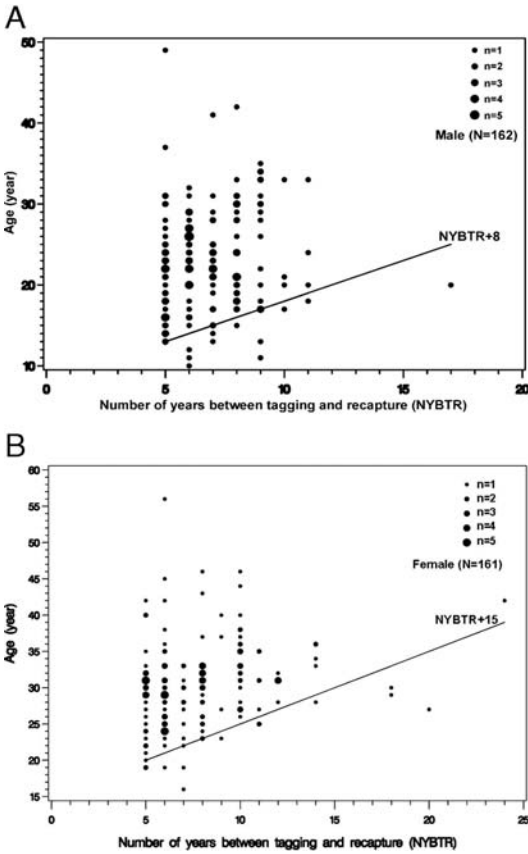 A
50
40
30
20
10
Age (year)
n=1
n=2
n=3
n=4
n=5
Male (N=162)
NYBTR+8
0
5
10
15
20
Number of years between tagging and recapture (NYBTR)
B
60
55
50
45
40
35
30
25
20
15
Age (year)
n=1
n=2
n=3
n=4
n=5
Female (N=161)
NYBTR+15
0
5
10
15
20
25
Number of years between tagging and recapture (NYBTR)